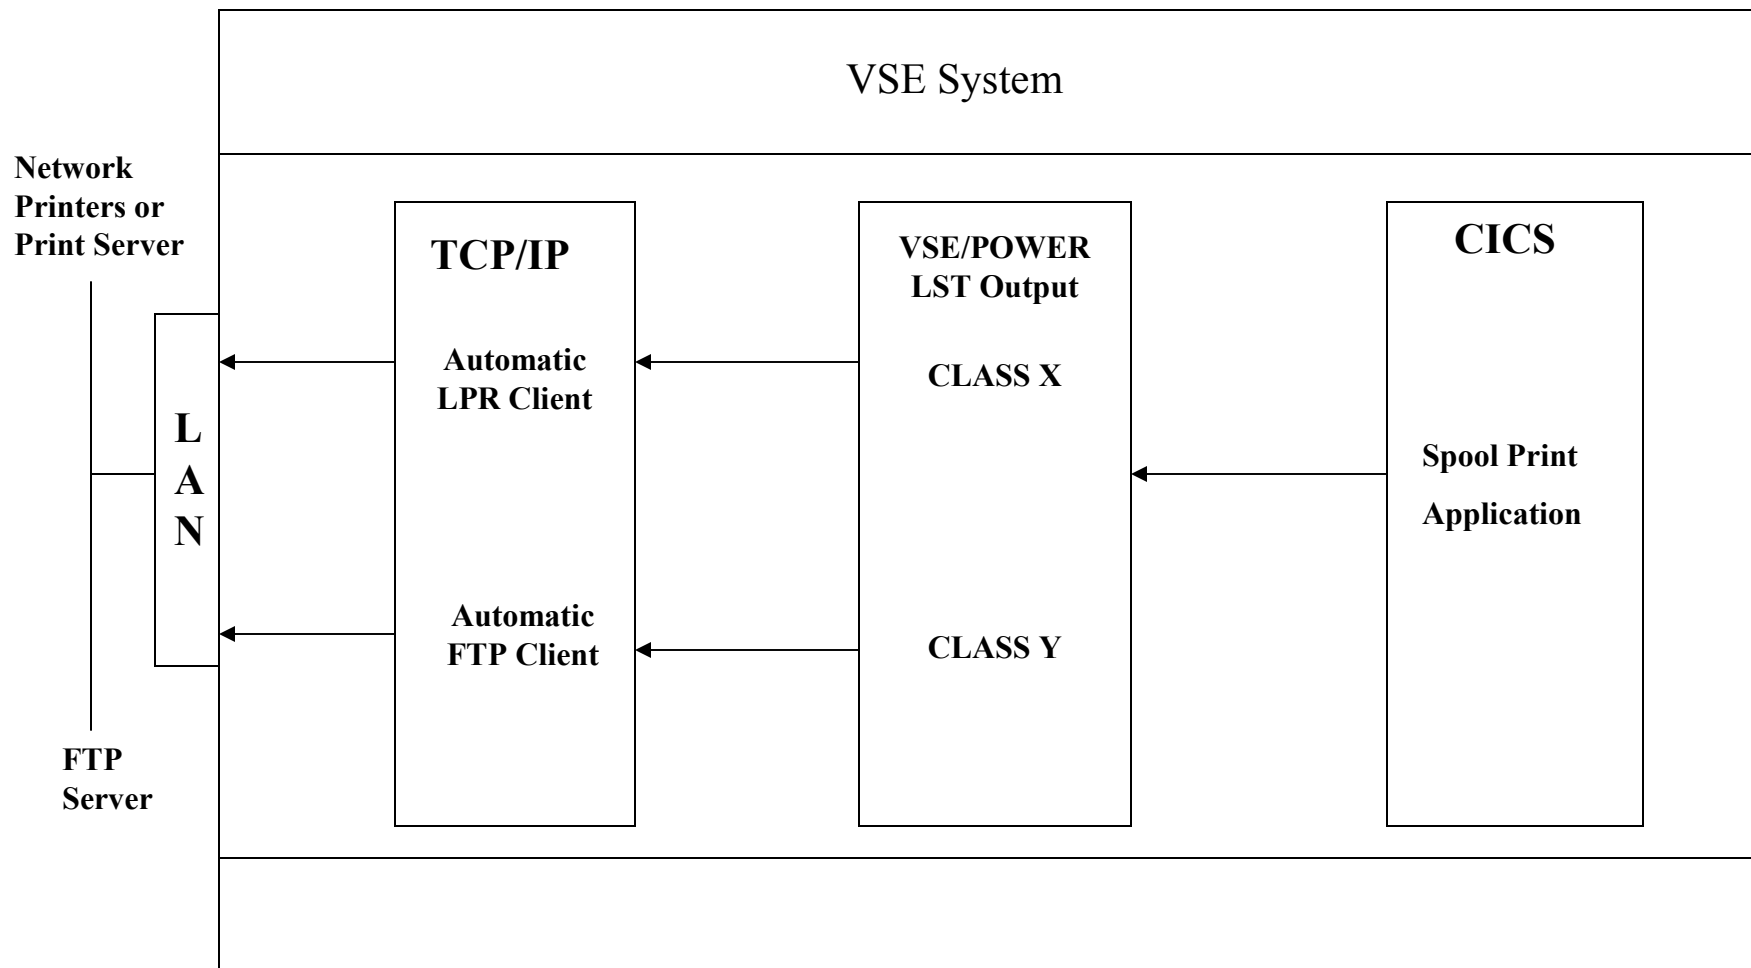 VSE System
Network
Printers or
Print Server
TCP/IP
Automatic
LPR Client
Automatic
FTP Client
VSE/POWER
LST Output
CLASS X
CLASS Y
CICS
Spool Print
Application
L
A
N
FTP
Server